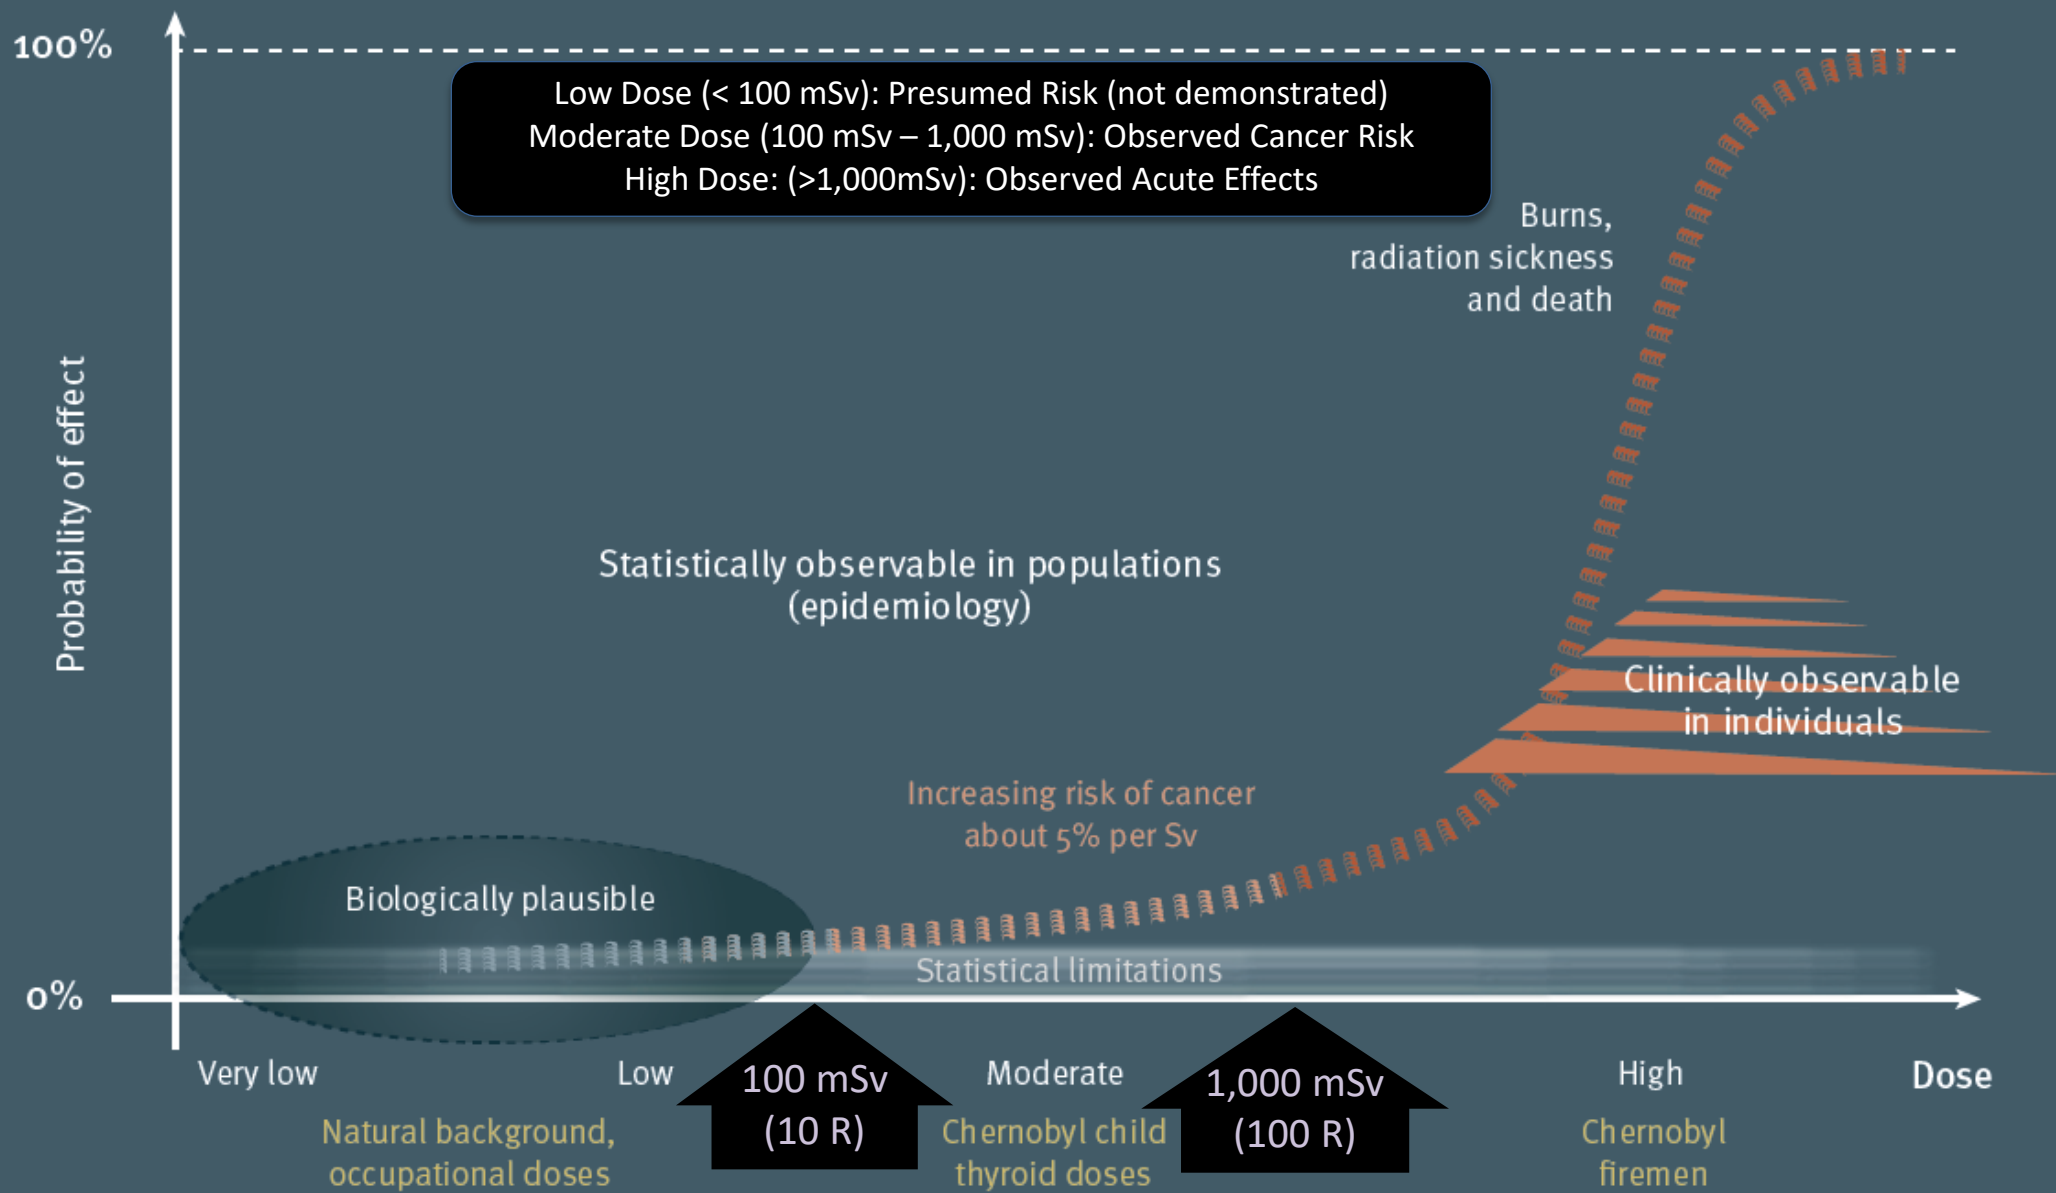 100%
Low Dose (< 100 mSv): Presumed Risk (not demonstrated)
Moderate Dose (100 mSv – 1,000 mSv): Observed Cancer Risk
High Dose: (>1,000mSv): Observed Acute Effects
Burns,
radiation sickness
and death
Probability of effect
Statistically observable in populations
(epidemiology)
Clinically observable
in individuals
Increasing risk of cancer
about 5% per Sv
Biologically plausible
Statistical limitations
0%
Very low
Low
100 mSv
(10 R)
Moderate
1,000 mSv
(100 R)
High
Dose
Natural background,
occupational doses
Chernobyl child
thyroid doses
Chernobyl
firemen